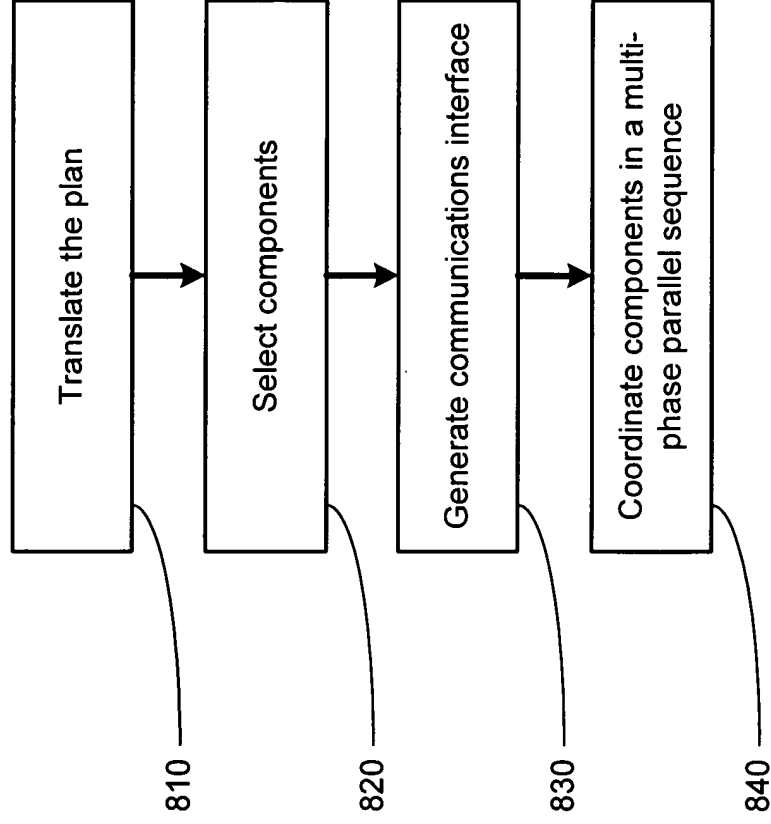 Translate the plan
810
Select components
820
Generate communications interface
830
Coordinate components in a multi-
phase parallel sequence
840